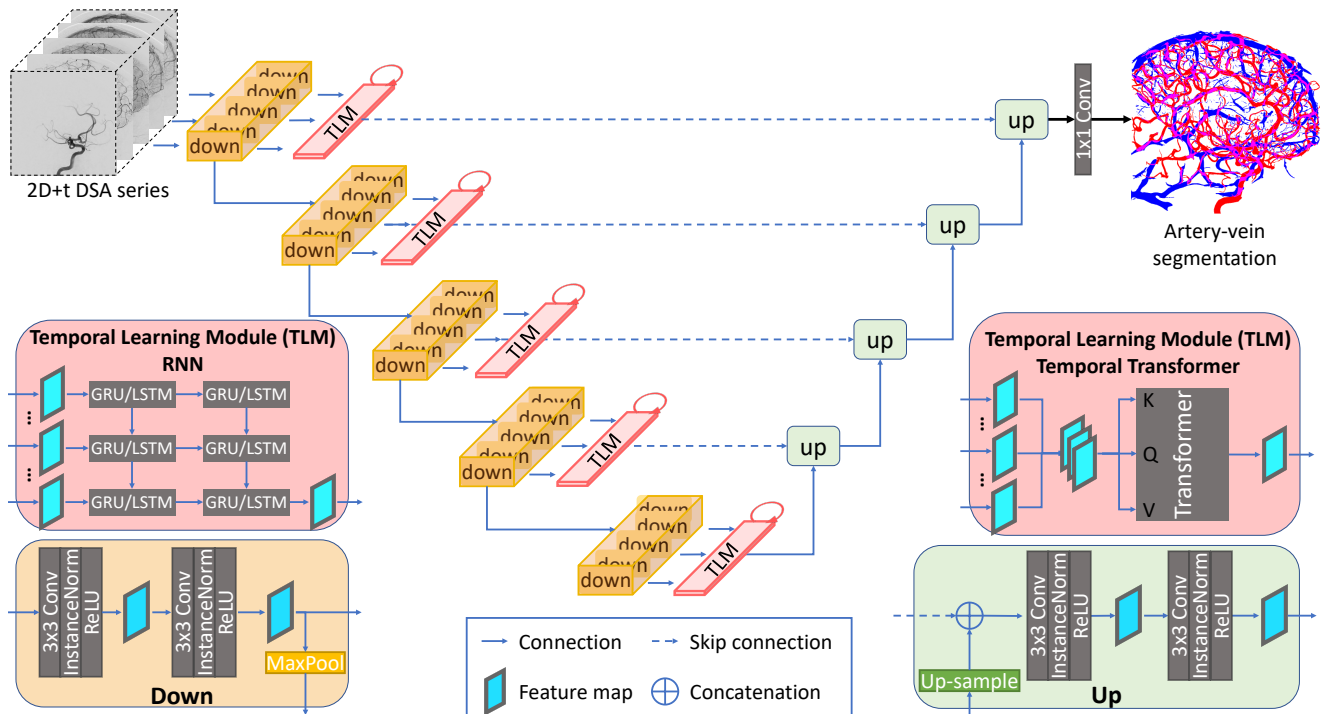 2D+t DSA series
down
down
down
down
down
TLM
up
1x1 Conv
Artery-vein
segmentation
down
down
down
down
down
TLM
up
down
down
down
down
down
TLM
up
down
down
down
down
down
TLM
up
down
down
down
down
down
TLM
Temporal Learning Module (TLM)
RNN
...
...
GRU/LSTM GRU/LSTM
GRU/LSTM GRU/LSTM
GRU/LSTM GRU/LSTM
Temporal Learning Module (TLM)
Temporal Transformer
...
...
K
Q
V
Transformer
3x3 Conv
InstanceNorm
ReLU
3x3 Conv
InstanceNorm
ReLU
MaxPool
Down
Connection
Skip connection
Feature map
Concatenation
3x3 Conv
InstanceNorm
ReLU
3x3 Conv
InstanceNorm
ReLU
Up-sample
Up